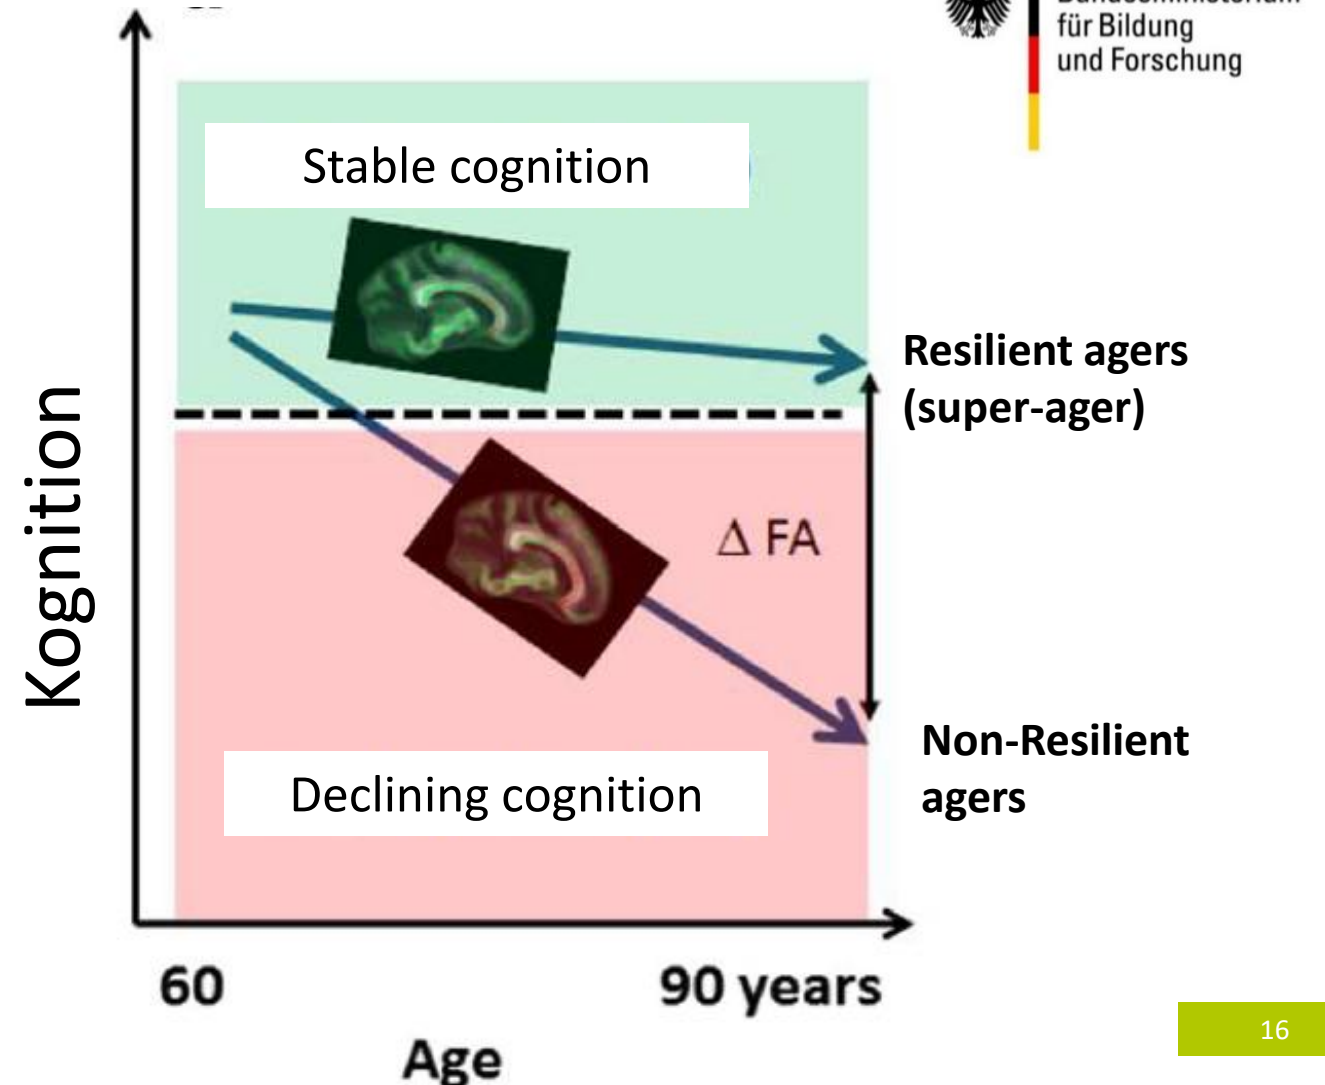 für Bildung
und Forschung
Stable cognition
Resilient agers
(super-ager)
Kognition
Δ FA
Non-Resilient
agers
Declining cognition
60
90 years
Age
16